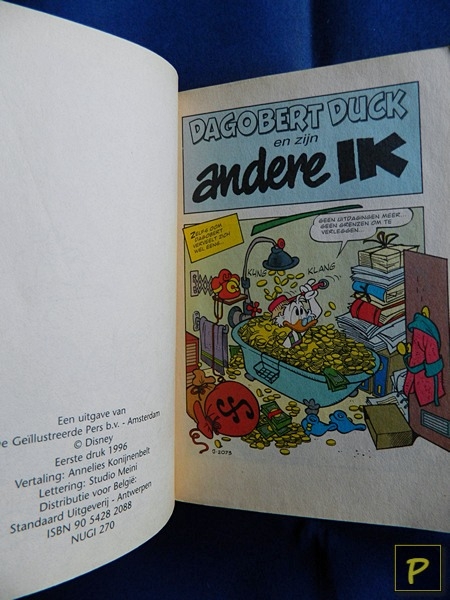 Een uitgave van
De Geïllustreerde Pers b.v. - Amsterdam
© Disney
Eerste druk 1996
Vertaling: Annelies Konijnenbelt
Lettering: Studio Meini
Distributie voor België:
Standaard Uitgeverij - Antwerpen
ISBN 90 5428 2088
NUGI 270
DAGOBERT DUCK
en zijn
andere IK
ZELFS OOM
DAGOBERT
VERVEELT ZICH
WEL EENS...
GEEN UITDAGINGEN MEER...
GEEN GRENZEN OM TE
VERLEGGEN...
KLING
KLANG
D-2075
P